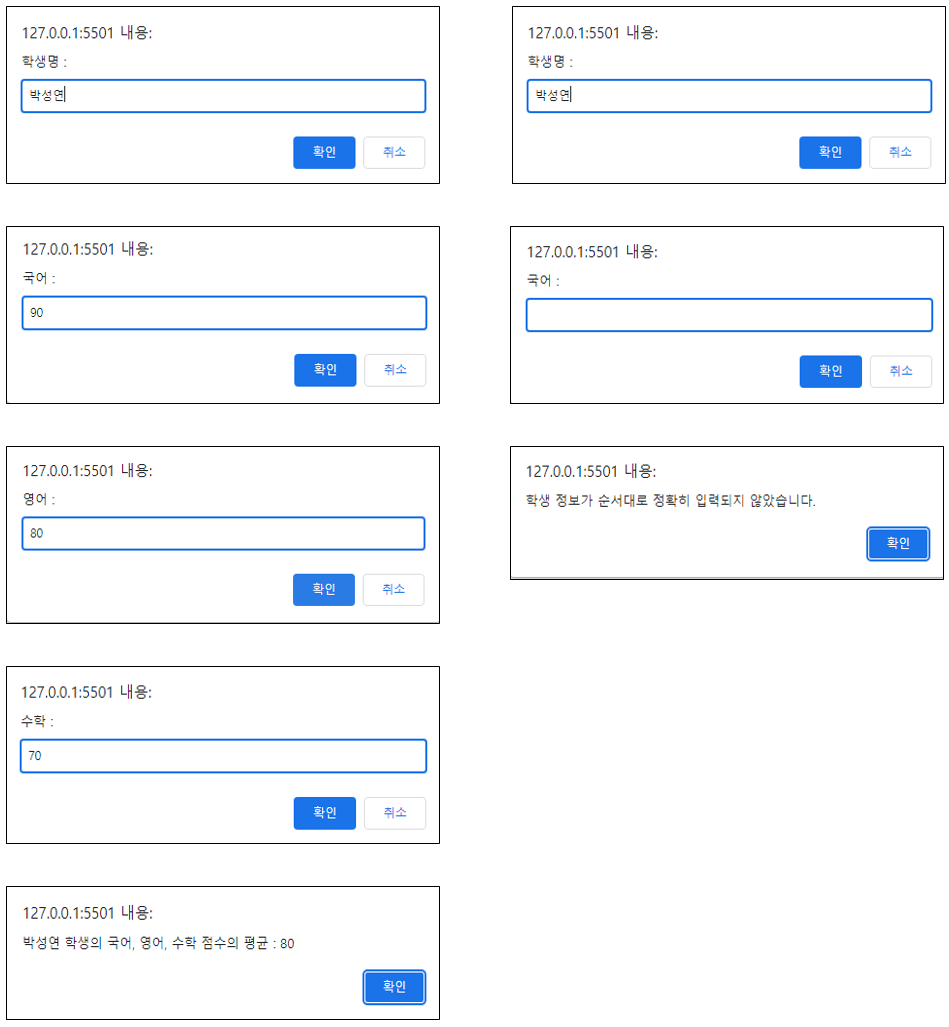 127.0.0.1:5501 내용:
학생명 :
박성연
확인 취소
127.0.0.1:5501 내용:
국어 :
90
확인 취소
127.0.0.1:5501 내용:
영어 :
80
확인 취소
127.0.0.1:5501 내용:
수학 :
70
확인 취소
127.0.0.1:5501 내용:
박성연 학생의 국어, 영어, 수학 점수의 평균 : 80
확인
127.0.0.1:5501 내용:
학생명 :
박성연
확인 취소
127.0.0.1:5501 내용:
국어 :
확인 취소
127.0.0.1:5501 내용:
학생 정보가 순서대로 정확히 입력되지 않았습니다.
확인